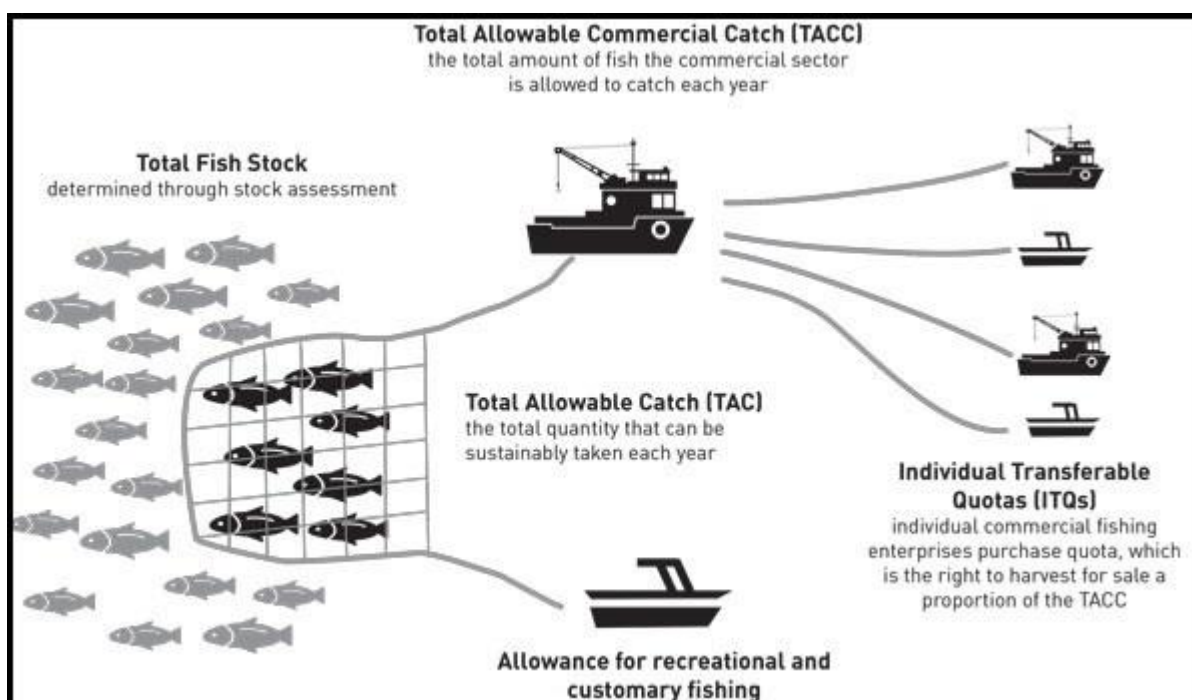 Total Allowable Commercial Catch (TACC)
the total amount of fish the commercial sector
is allowed to catch each year
Total Fish Stock
determined through stock assessment
Total Allowable Catch (TAC)
the total quantity that can be
sustainably taken each year
Individual Transferable
Quotas (ITQs)
individual commercial fishing
enterprises purchase quota, which
is the right to harvest for sale a
proportion of the TACC
Allowance for recreational and
customary fishing